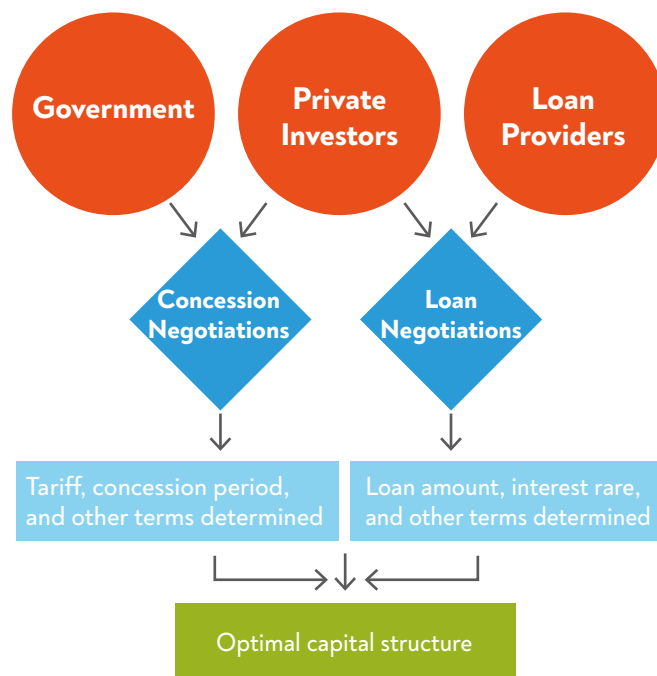 Government
Private
Investors
Loan
Providers
Concession
Negotiations
Loan
Negotiations
Tariff, concession period,
and other terms determined
Loan amount, interest rare,
and other terms determined
Optimal capital structure